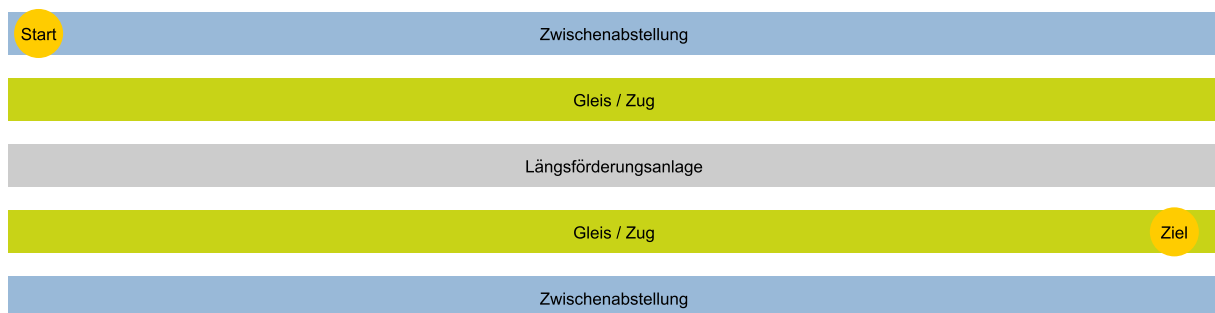 Start
Zwischenabstellung
Gleis / Zug
Längsförderungsanlage
Gleis / Zug
Ziel
Zwischenabstellung